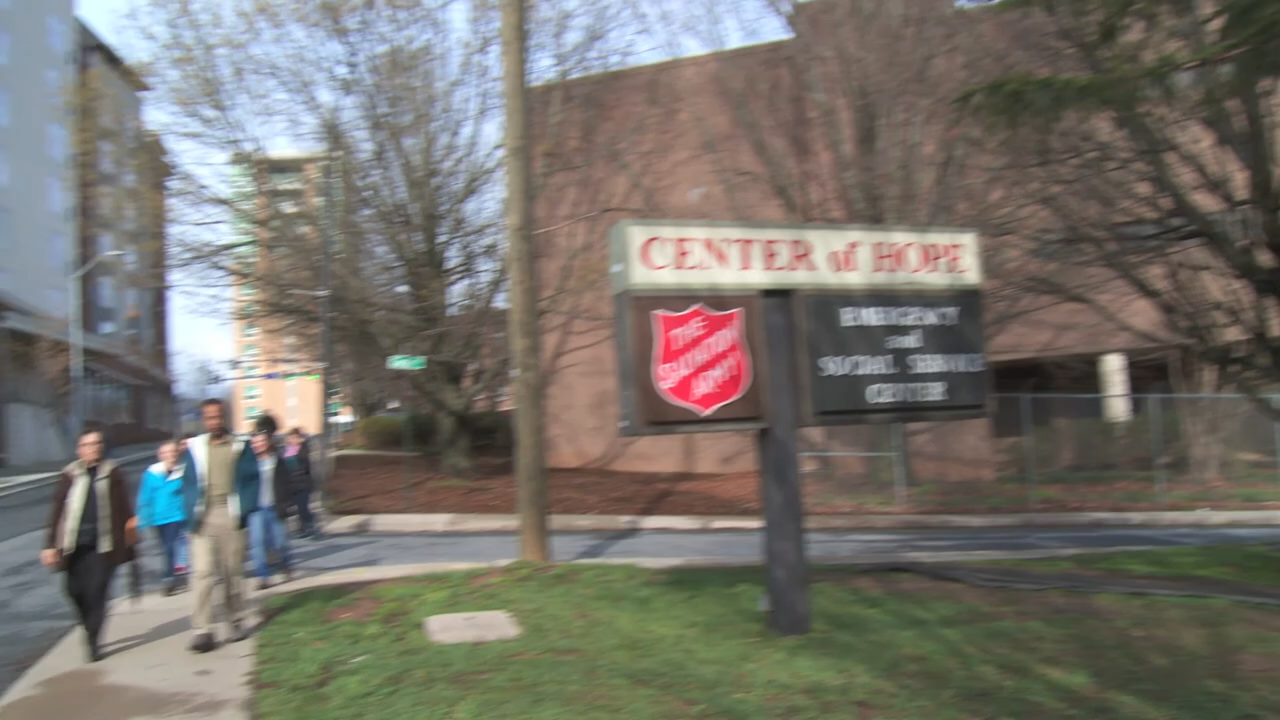 CENTER of HOPE
THE
SALVATION
ARMY
EMERGENCY
and
SOCIAL SERVICE
CENTER